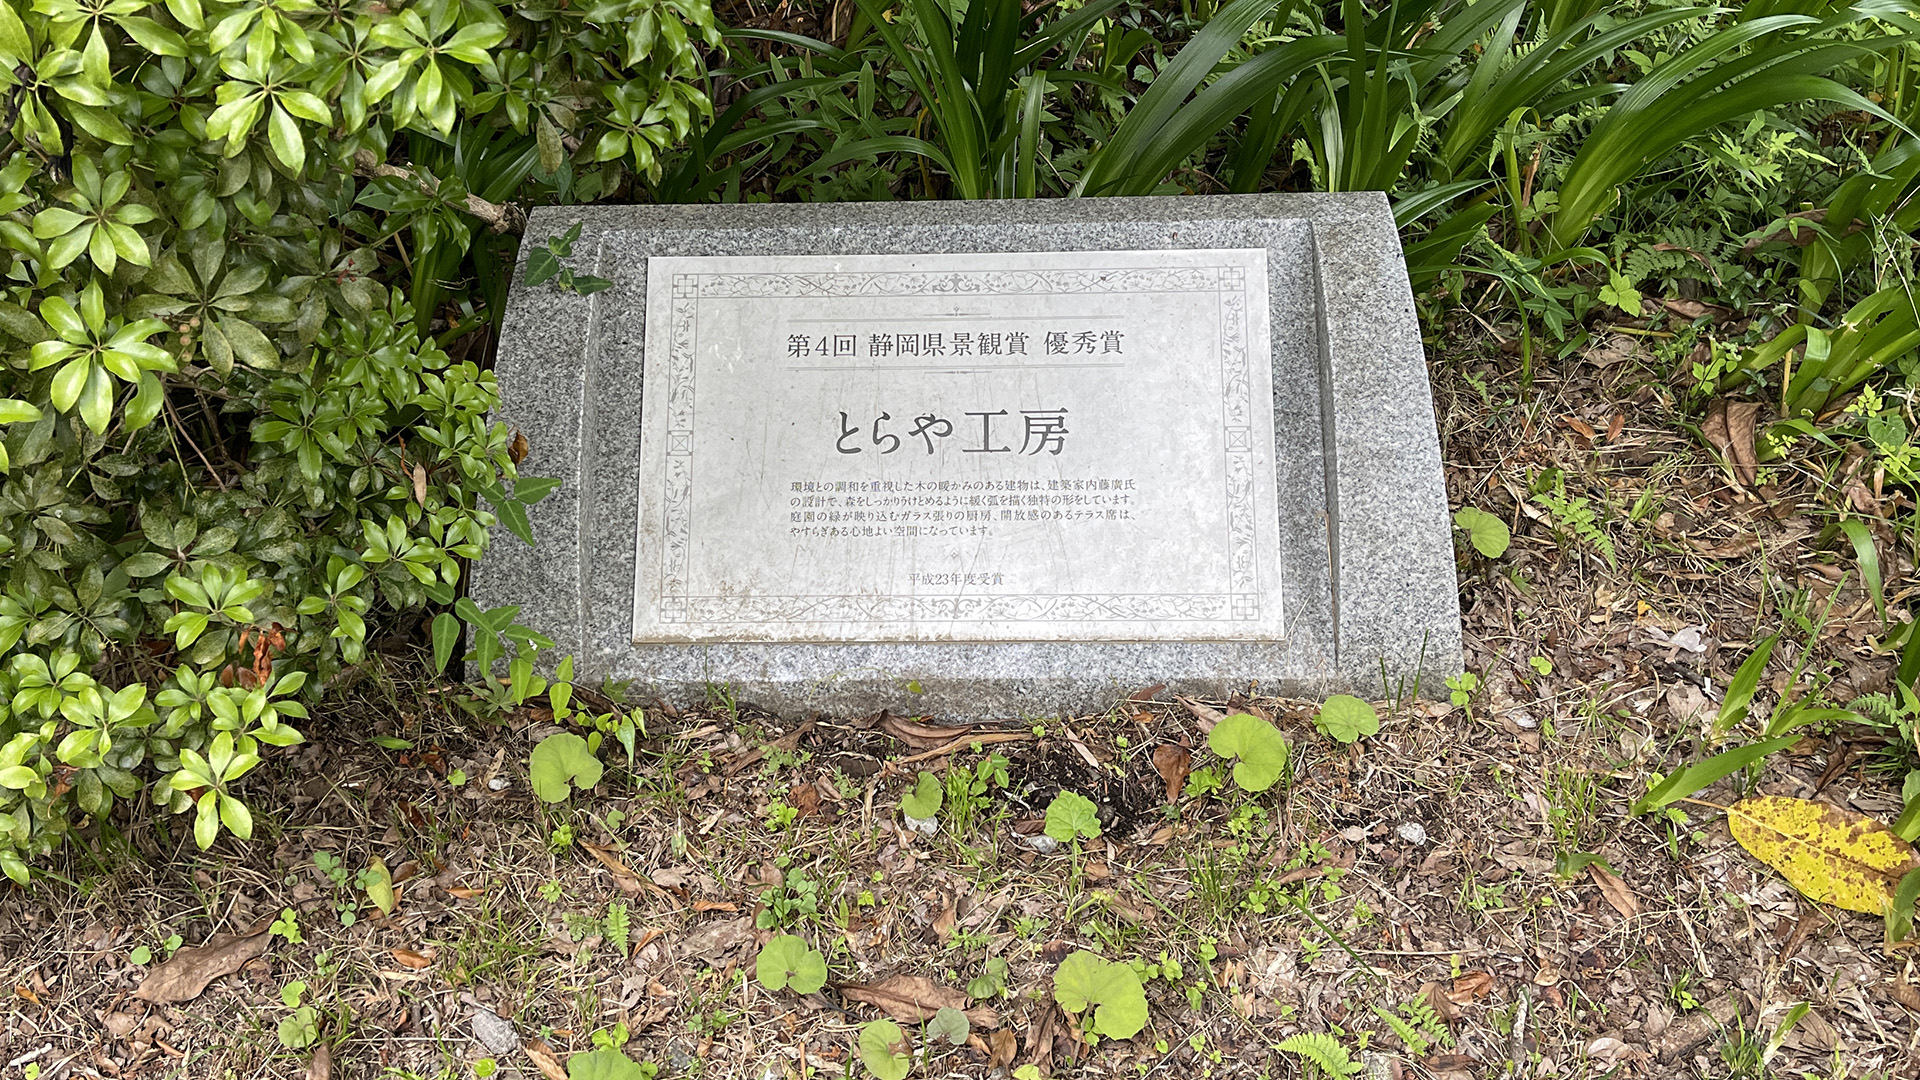 第4回 静岡県景観賞 優秀賞
とらや工房
環境との調和を重視した木の暖かみのある建物は、建築家内藤廣氏
の設計で、森をしっかりうけとめるように緩く弧を描く独特の形をしています。
庭園の緑が映り込むガラス張りの厨房、開放感のあるテラス席は、
やすらぎある心地よい空間になっています。
平成23年度受賞